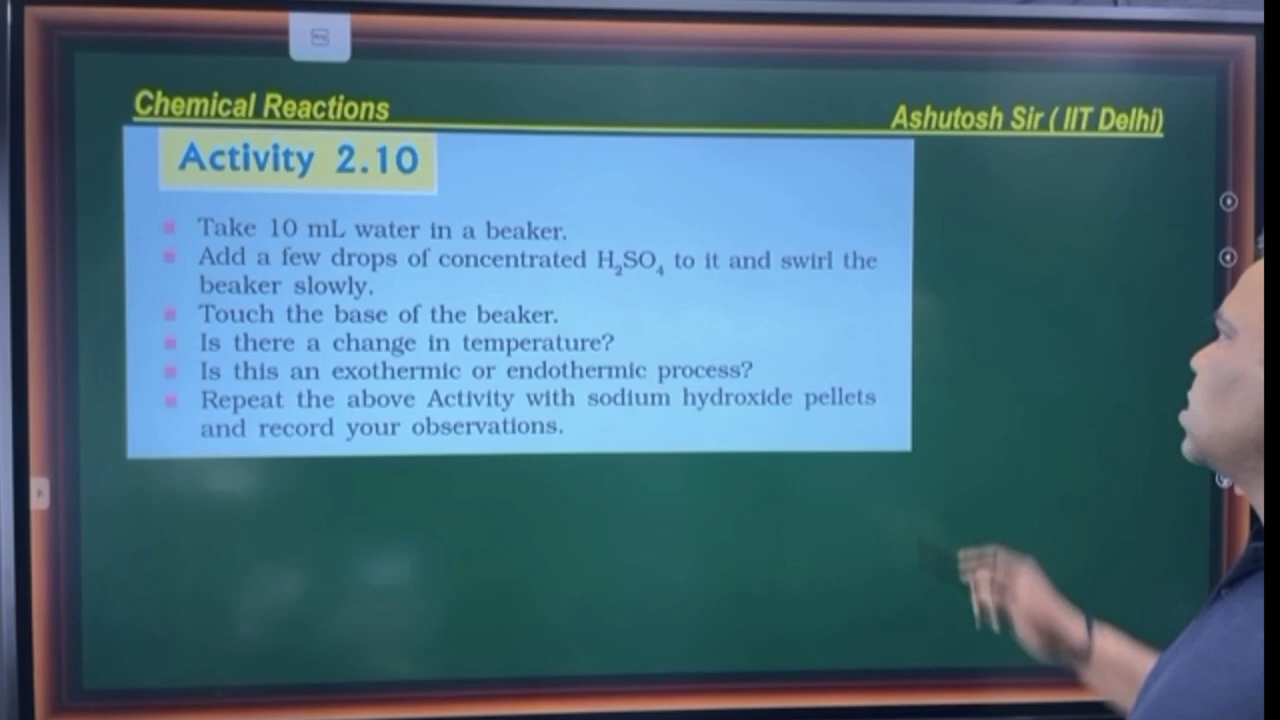 Chemical Reactions
Ashutosh Sir ( IIT Delhi)
Activity 2.10
Take 10 mL water in a beaker.
Add a few drops of concentrated H₂SO₄ to it and swirl the
beaker slowly.
Touch the base of the beaker.
Is there a change in temperature?
Is this an exothermic or endothermic process?
Repeat the above Activity with sodium hydroxide pellets
and record your observations.